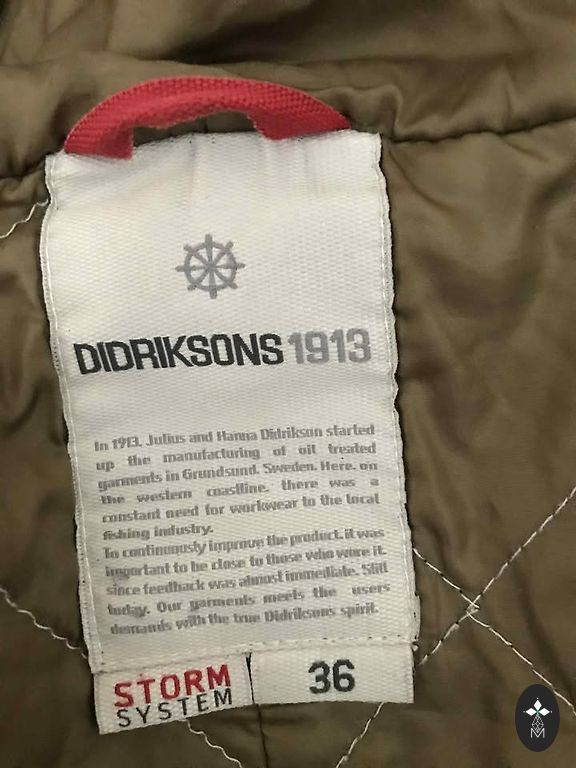 DIDRIKSONS 1913
In 1913, Julius and Hanna Didrikson started
up the manufacturing of oil treated
garments in Grundsund, Sweden. Here, on
the western coastline, there was a
constant need for workwear to the local
fishing industry.
To continously improve the product, it was
important to be close to those who wore it,
since feedback was almost immediate. Still
today. Our garments meets the users
demands with the true Didriksons spirit.
STORM
SYSTEM
36
M